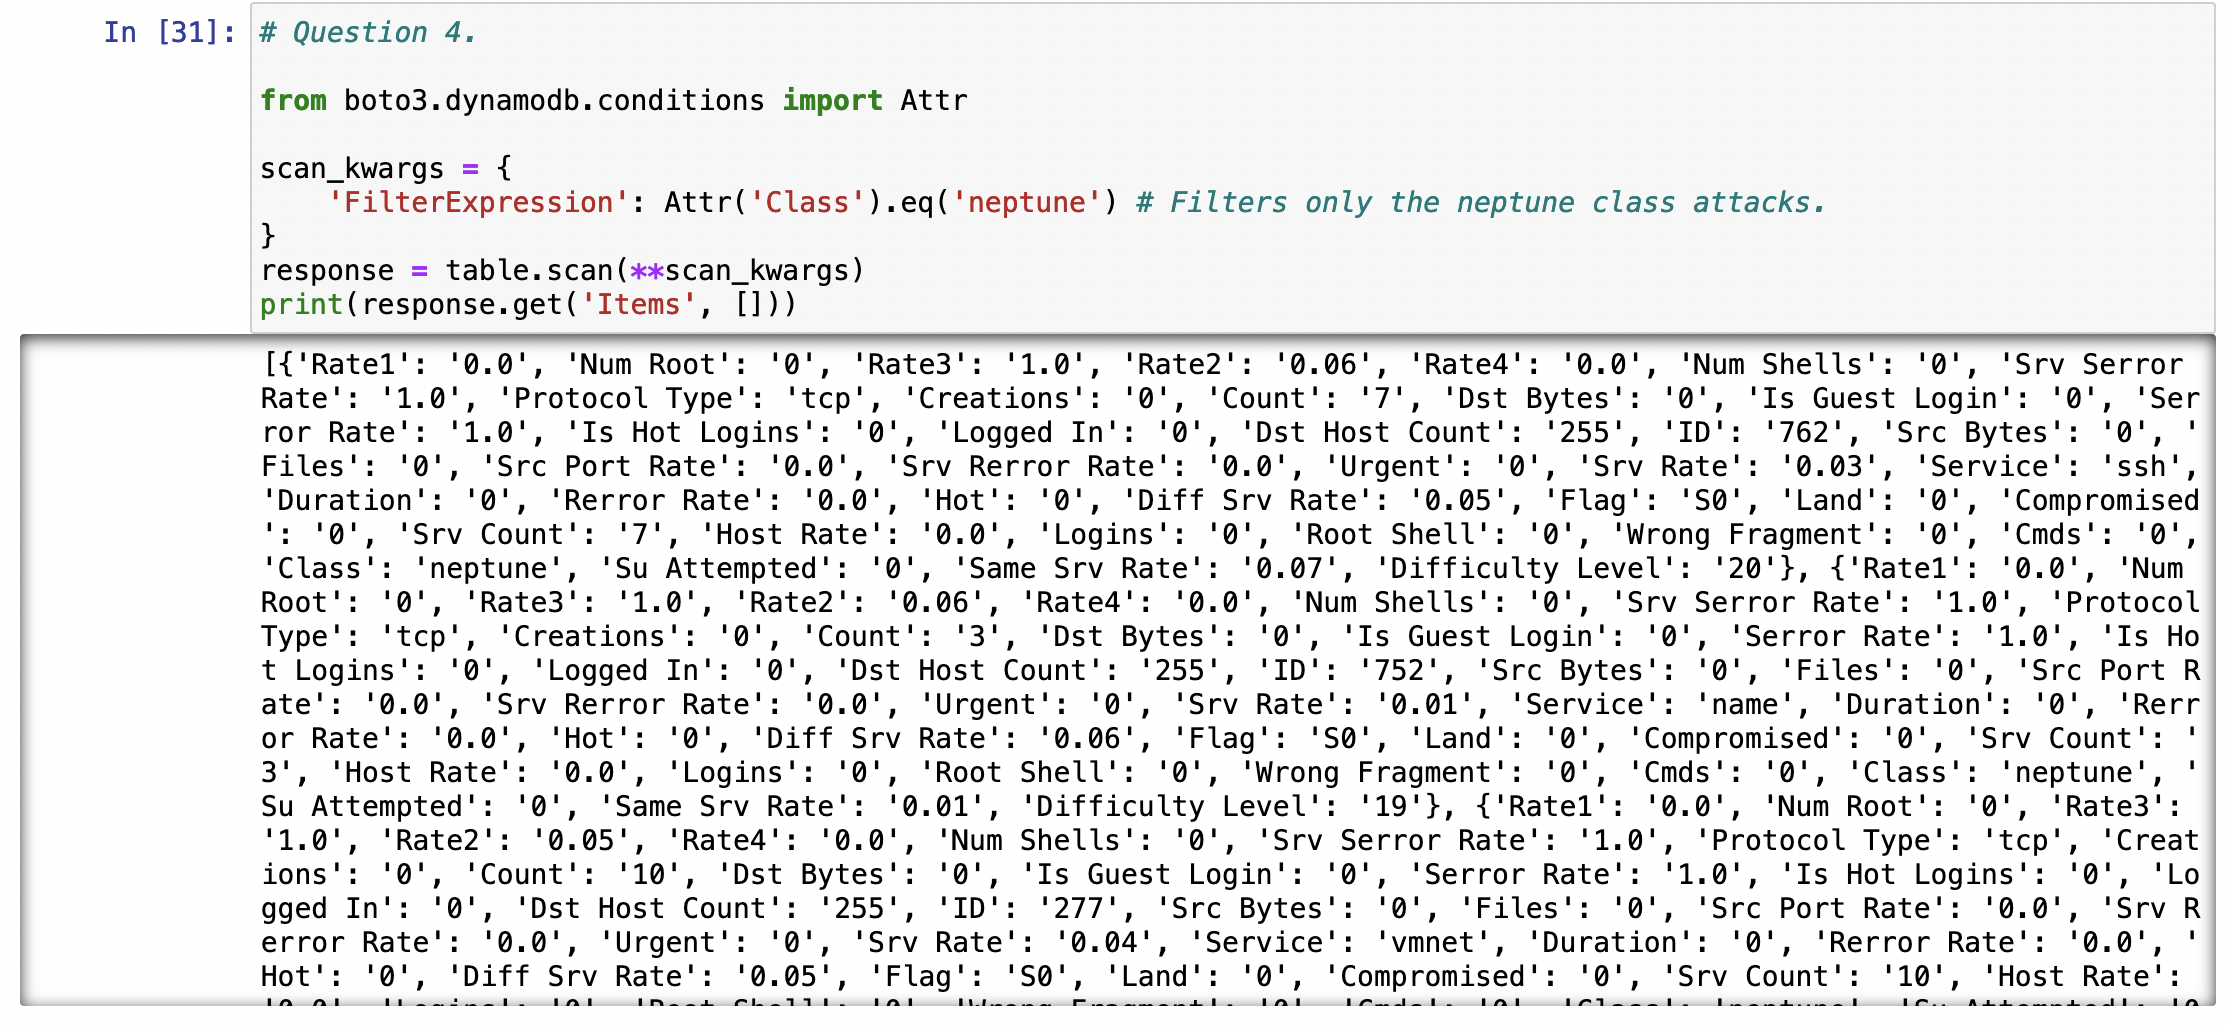 In [31]: # Question 4.
from boto3.dynamodb.conditions import Attr
scan_kwargs = {
    'FilterExpression': Attr('Class').eq('neptune') # Filters only the neptune class attacks.
}
response = table.scan(**scan_kwargs)
print(response.get('Items', []))
[{'Rate1': '0.0', 'Num Root': '0', 'Rate3': '1.0', 'Rate2': '0.06', 'Rate4': '0.0', 'Num Shells': '0', 'Srv Serror
Rate': '1.0', 'Protocol Type': 'tcp', 'Creations': '0', 'Count': '7', 'Dst Bytes': '0', 'Is Guest Login': '0', 'Ser
ror Rate': '1.0', 'Is Hot Logins': '0', 'Logged In': '0', 'Dst Host Count': '255', 'ID': '762', 'Src Bytes': '0', '
Files': '0', 'Src Port Rate': '0.0', 'Srv Rerror Rate': '0.0', 'Urgent': '0', 'Srv Rate': '0.03', 'Service': 'ssh',
'Duration': '0', 'Rerror Rate': '0.0', 'Hot': '0', 'Diff Srv Rate': '0.05', 'Flag': 'S0', 'Land': '0', 'Compromised
': '0', 'Srv Count': '7', 'Host Rate': '0.0', 'Logins': '0', 'Root Shell': '0', 'Wrong Fragment': '0', 'Cmds': '0',
'Class': 'neptune', 'Su Attempted': '0', 'Same Srv Rate': '0.07', 'Difficulty Level': '20'}, {'Rate1': '0.0', 'Num
Root': '0', 'Rate3': '1.0', 'Rate2': '0.06', 'Rate4': '0.0', 'Num Shells': '0', 'Srv Serror Rate': '1.0', 'Protocol
Type': 'tcp', 'Creations': '0', 'Count': '3', 'Dst Bytes': '0', 'Is Guest Login': '0', 'Serror Rate': '1.0', 'Is Ho
t Logins': '0', 'Logged In': '0', 'Dst Host Count': '255', 'ID': '752', 'Src Bytes': '0', 'Files': '0', 'Src Port R
ate': '0.0', 'Srv Rerror Rate': '0.0', 'Urgent': '0', 'Srv Rate': '0.01', 'Service': 'name', 'Duration': '0', 'Rerr
or Rate': '0.0', 'Hot': '0', 'Diff Srv Rate': '0.06', 'Flag': 'S0', 'Land': '0', 'Compromised': '0', 'Srv Count': '
3', 'Host Rate': '0.0', 'Logins': '0', 'Root Shell': '0', 'Wrong Fragment': '0', 'Cmds': '0', 'Class': 'neptune', '
Su Attempted': '0', 'Same Srv Rate': '0.01', 'Difficulty Level': '19'}, {'Rate1': '0.0', 'Num Root': '0', 'Rate3':
'1.0', 'Rate2': '0.05', 'Rate4': '0.0', 'Num Shells': '0', 'Srv Serror Rate': '1.0', 'Protocol Type': 'tcp', 'Creat
ions': '0', 'Count': '10', 'Dst Bytes': '0', 'Is Guest Login': '0', 'Serror Rate': '1.0', 'Is Hot Logins': '0', 'Lo
gged In': '0', 'Dst Host Count': '255', 'ID': '277', 'Src Bytes': '0', 'Files': '0', 'Src Port Rate': '0.0', 'Srv R
error Rate': '0.0', 'Urgent': '0', 'Srv Rate': '0.04', 'Service': 'vmnet', 'Duration': '0', 'Rerror Rate': '0.0', '
Hot': '0', 'Diff Srv Rate': '0.05', 'Flag': 'S0', 'Land': '0', 'Compromised': '0', 'Srv Count': '10', 'Host Rate':